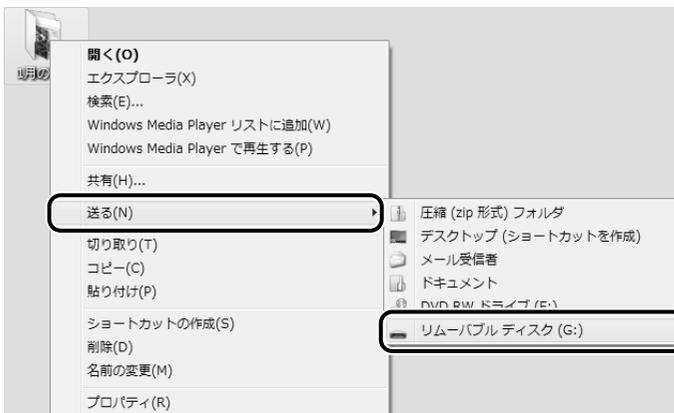 1月の
開く(O)
エクスプローラ(X)
検索(E)...
Windows Media Player リストに追加(W)
Windows Media Player で再生する(P)
共有(H)...
送る(N)
切り取り(T)
コピー(C)
貼り付け(P)
ショートカットの作成(S)
削除(D)
名前の変更(M)
プロパティ(R)
圧縮 (zip 形式) フォルダ
デスクトップ (ショートカットを作成)
メール受信者
ドキュメント
DVD RW ドライブ (E:)
リムーバブル ディスク (G:)